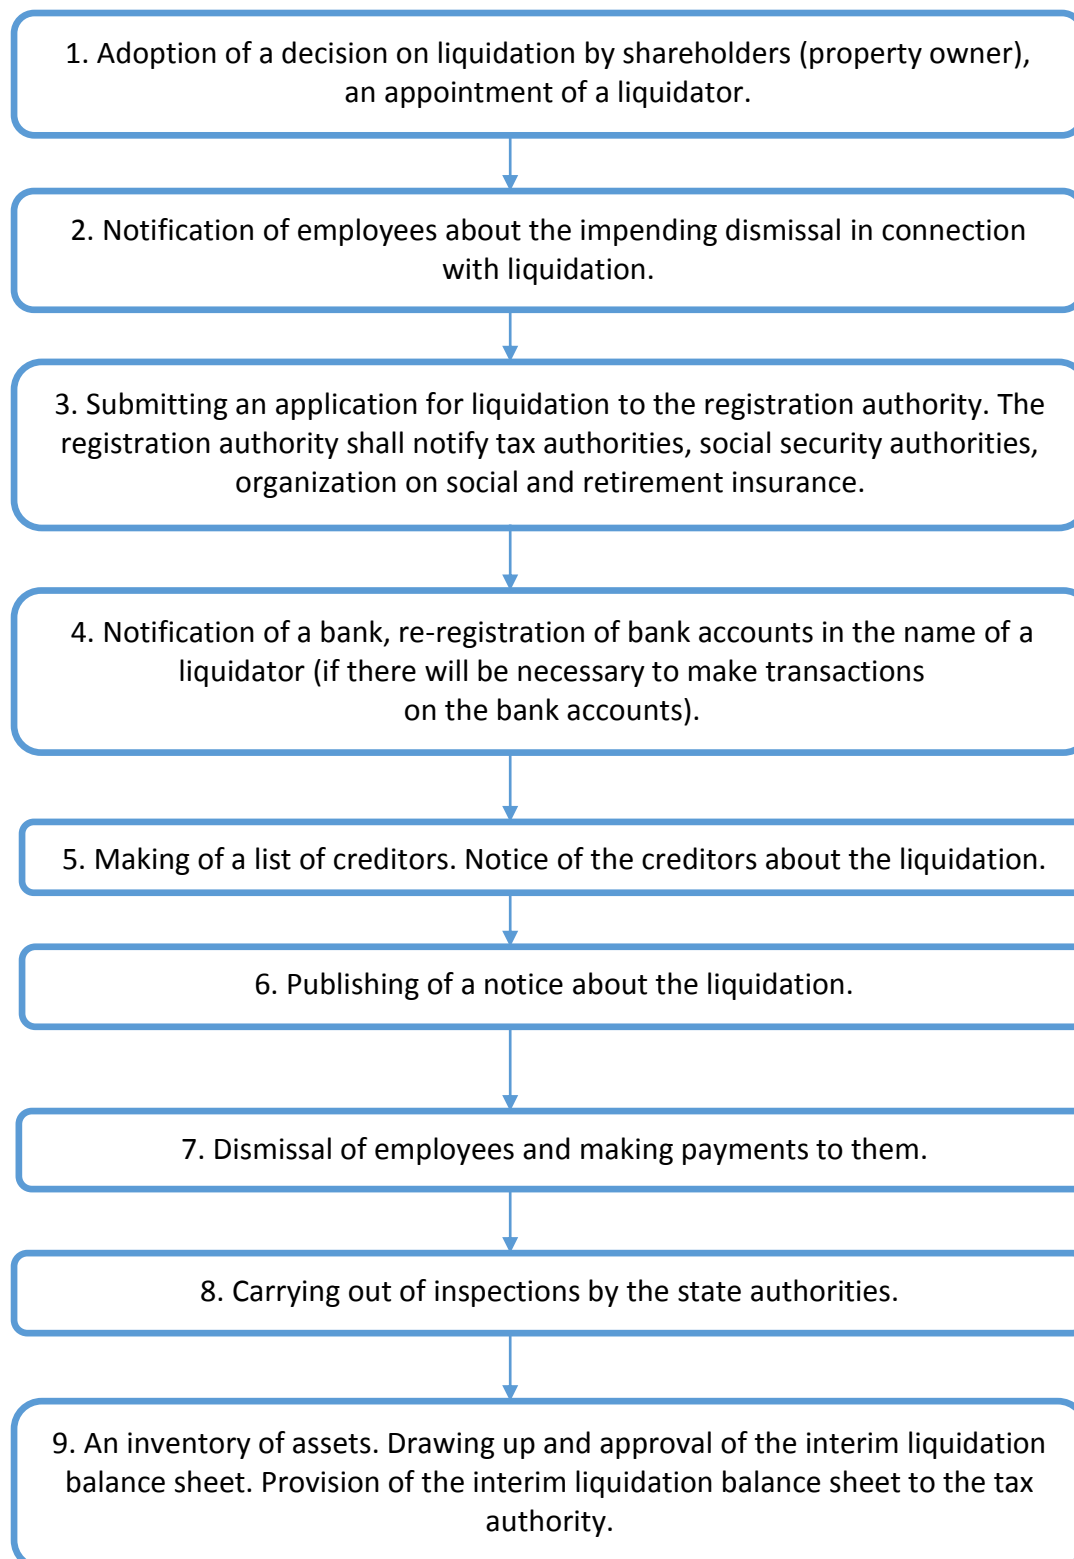 1. Adoption of a decision on liquidation by shareholders (property owner),
an appointment of a liquidator.
2. Notification of employees about the impending dismissal in connection
with liquidation.
3. Submitting an application for liquidation to the registration authority. The
registration authority shall notify tax authorities, social security authorities,
organization on social and retirement insurance.
4. Notification of a bank, re-registration of bank accounts in the name of a
liquidator (if there will be necessary to make transactions
on the bank accounts).
5. Making of a list of creditors. Notice of the creditors about the liquidation.
6. Publishing of a notice about the liquidation.
7. Dismissal of employees and making payments to them.
8. Carrying out of inspections by the state authorities.
9. An inventory of assets. Drawing up and approval of the interim liquidation
balance sheet. Provision of the interim liquidation balance sheet to the tax
authority.